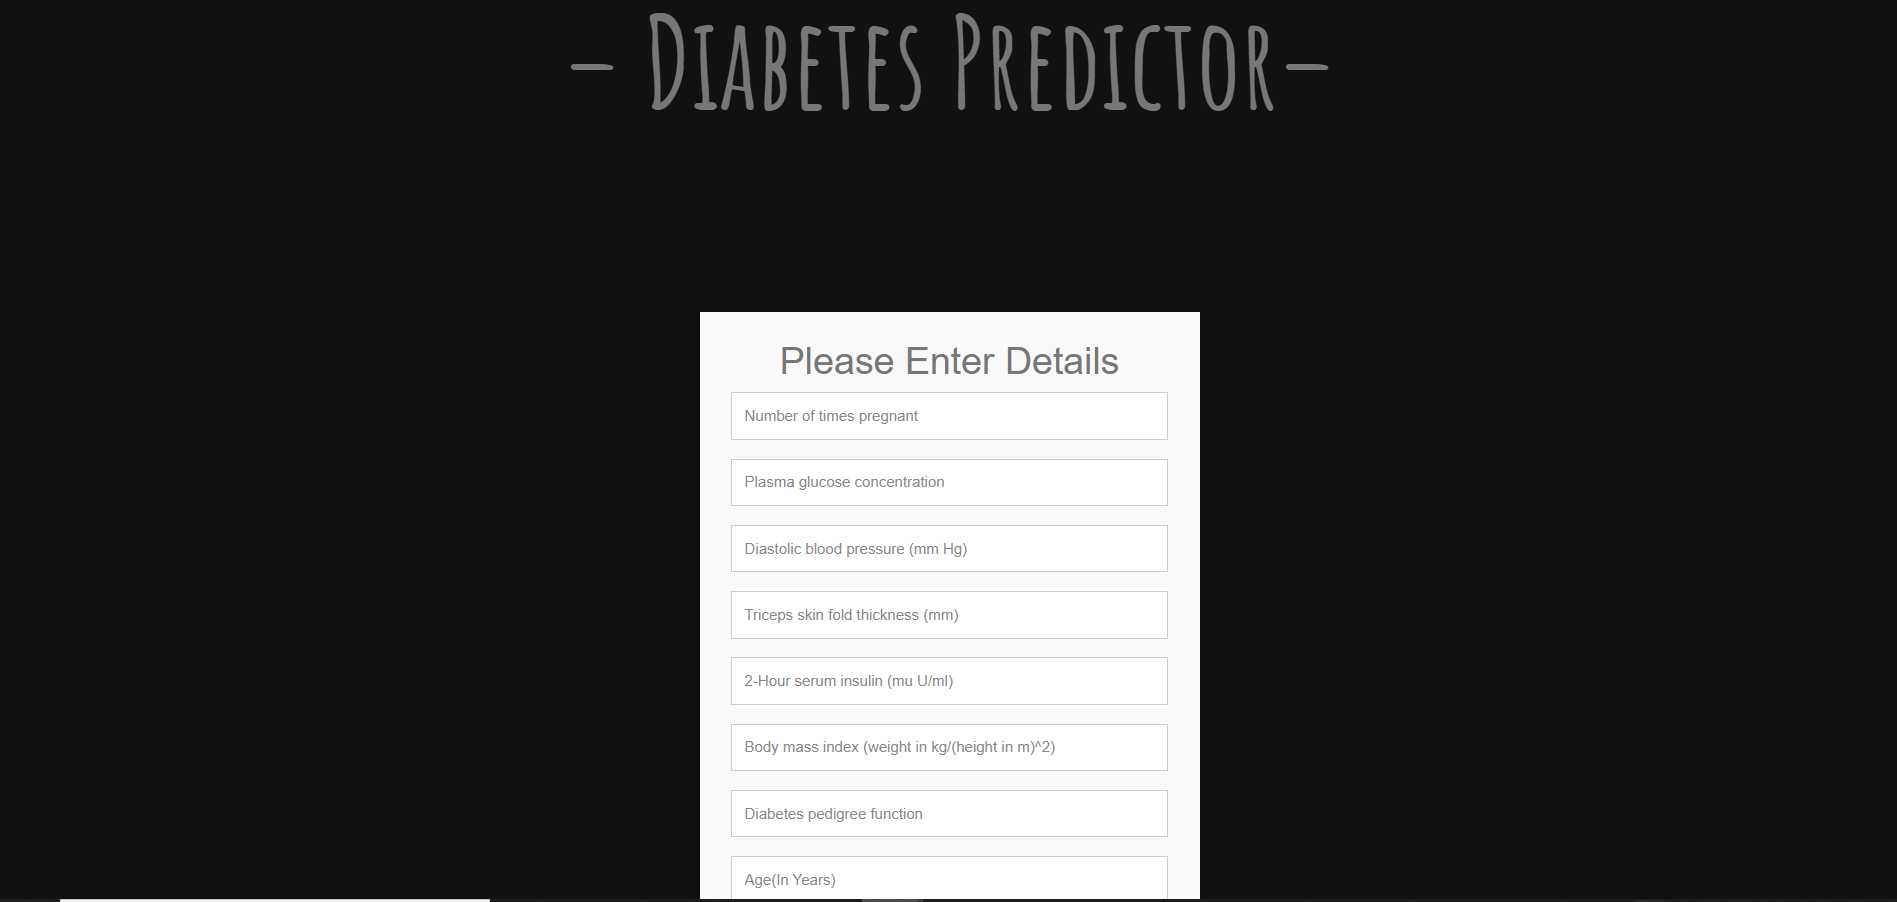 – Diabetes Predictor–
Please Enter Details
Number of times pregnant
Plasma glucose concentration
Diastolic blood pressure (mm Hg)
Triceps skin fold thickness (mm)
2-Hour serum insulin (mu U/ml)
Body mass index (weight in kg/(height in m)^2)
Diabetes pedigree function
Age(In Years)